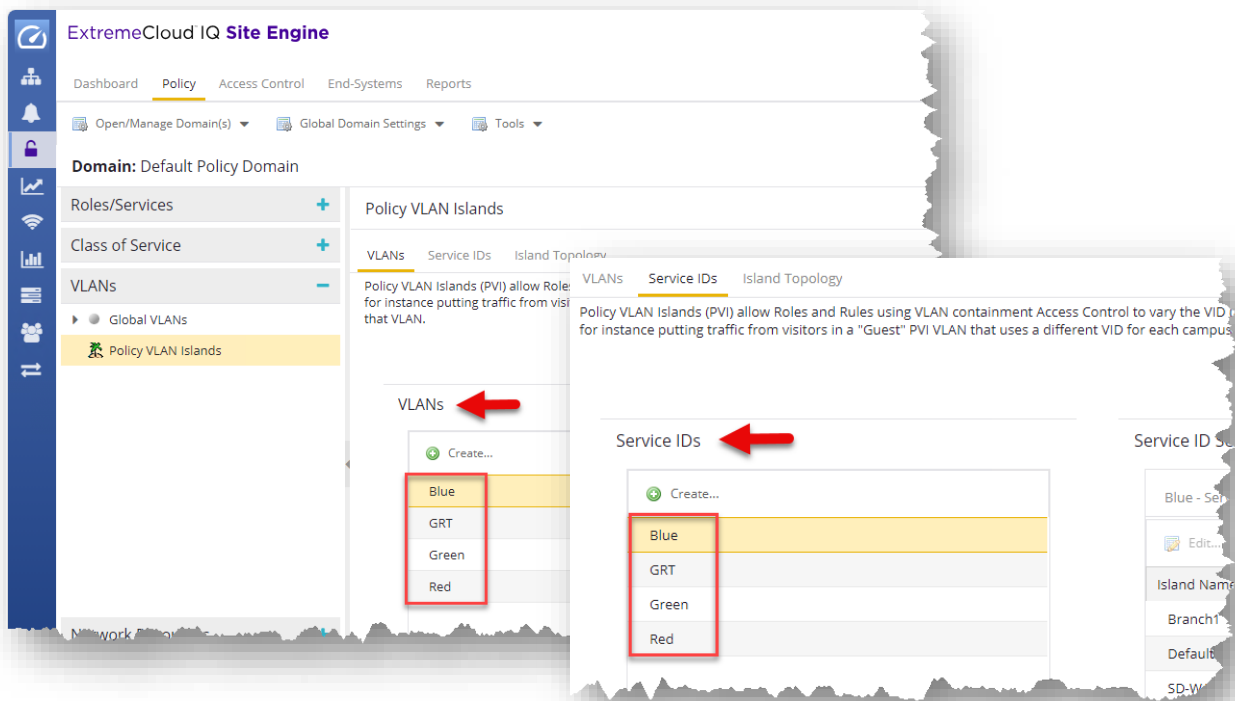 ExtremeCloud IQ Site Engine
Dashboard Policy Access Control End-Systems Reports
Open/Manage Domain(s) Global Domain Settings Tools
Domain: Default Policy Domain
Roles/Services
Class of Service
VLANs
Global VLANs
Policy VLAN Islands
Policy VLAN Islands
VLANs Service IDs Island Topology
Policy VLAN Islands (PVI) allow Roles
for instance putting traffic from visi
that VLAN.
VLANs
Create...
Blue
GRT
Green
Red
VLANs Service IDs Island Topology
Policy VLAN Islands (PVI) allow Roles and Rules using VLAN containment Access Control to vary the VID
for instance putting traffic from visitors in a "Guest" PVI VLAN that uses a different VID for each campus
Service IDs
Create...
Blue
GRT
Green
Red
Service ID
Blue - Ser
Edit...
Island Name
Branch1
Default
SD-W